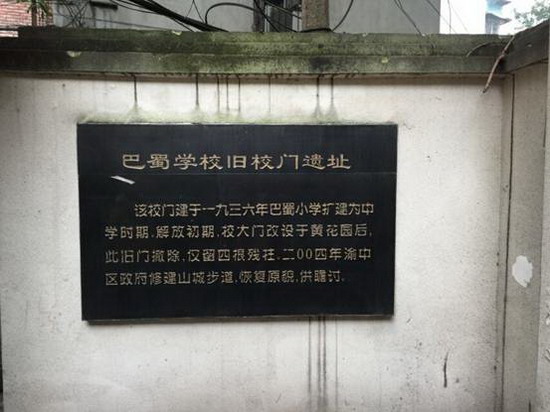 巴蜀学校旧校门遗址
该校门建于一九三六年巴蜀小学扩建为中
学时期,解放初期,校大门改设于黄花园后,
此旧门撤除,仅留四根残柱.二00四年渝中
区政府修建山城步道,恢复原貌,供瞻讨.